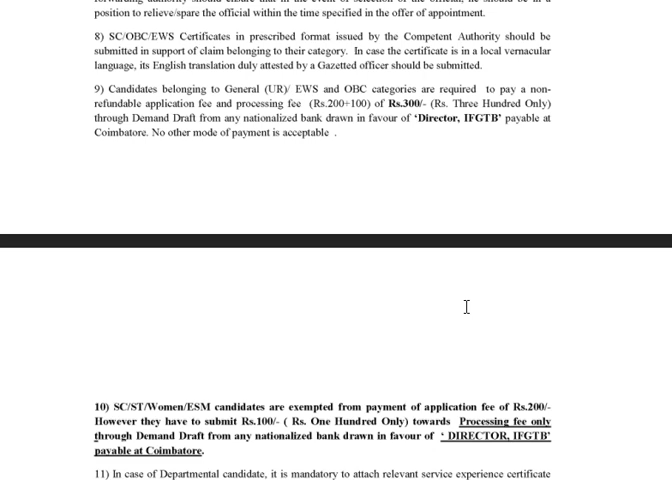 position to relieve/spare the official within the time specified in the offer of appointment.
8) SC/OBC/EWS Certificates in prescribed format issued by the Competent Authority should be
submitted in support of claim belonging to their category. In case the certificate is in a local vernacular
language, its English translation duly attested by a Gazetted officer should be submitted.
9) Candidates belonging to General (UR)/ EWS and OBC categories are required to pay a non-
refundable application fee and processing fee (Rs.200+100) of Rs.300/- (Rs. Three Hundred Only)
through Demand Draft from any nationalized bank drawn in favour of ‘Director, IFGTB’ payable at
Coimbatore. No other mode of payment is acceptable .
10) SC/ST/Women/ESM candidates are exempted from payment of application fee of Rs.200/-
However they have to submit Rs.100/- ( Rs. One Hundred Only) towards Processing fee only
through Demand Draft from any nationalized bank drawn in favour of ‘ DIRECTOR, IFGTB’
payable at Coimbatore.
11) In case of Departmental candidate, it is mandatory to attach relevant service experience certificate